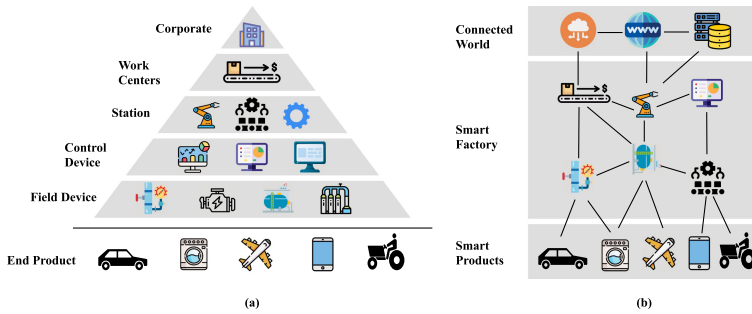 Corporate
Work
Centers
$
Station
Control
Device
Field Device
End Product
(a)
Connected
World
WWW
$
Smart
Factory
Smart
Products
(b)